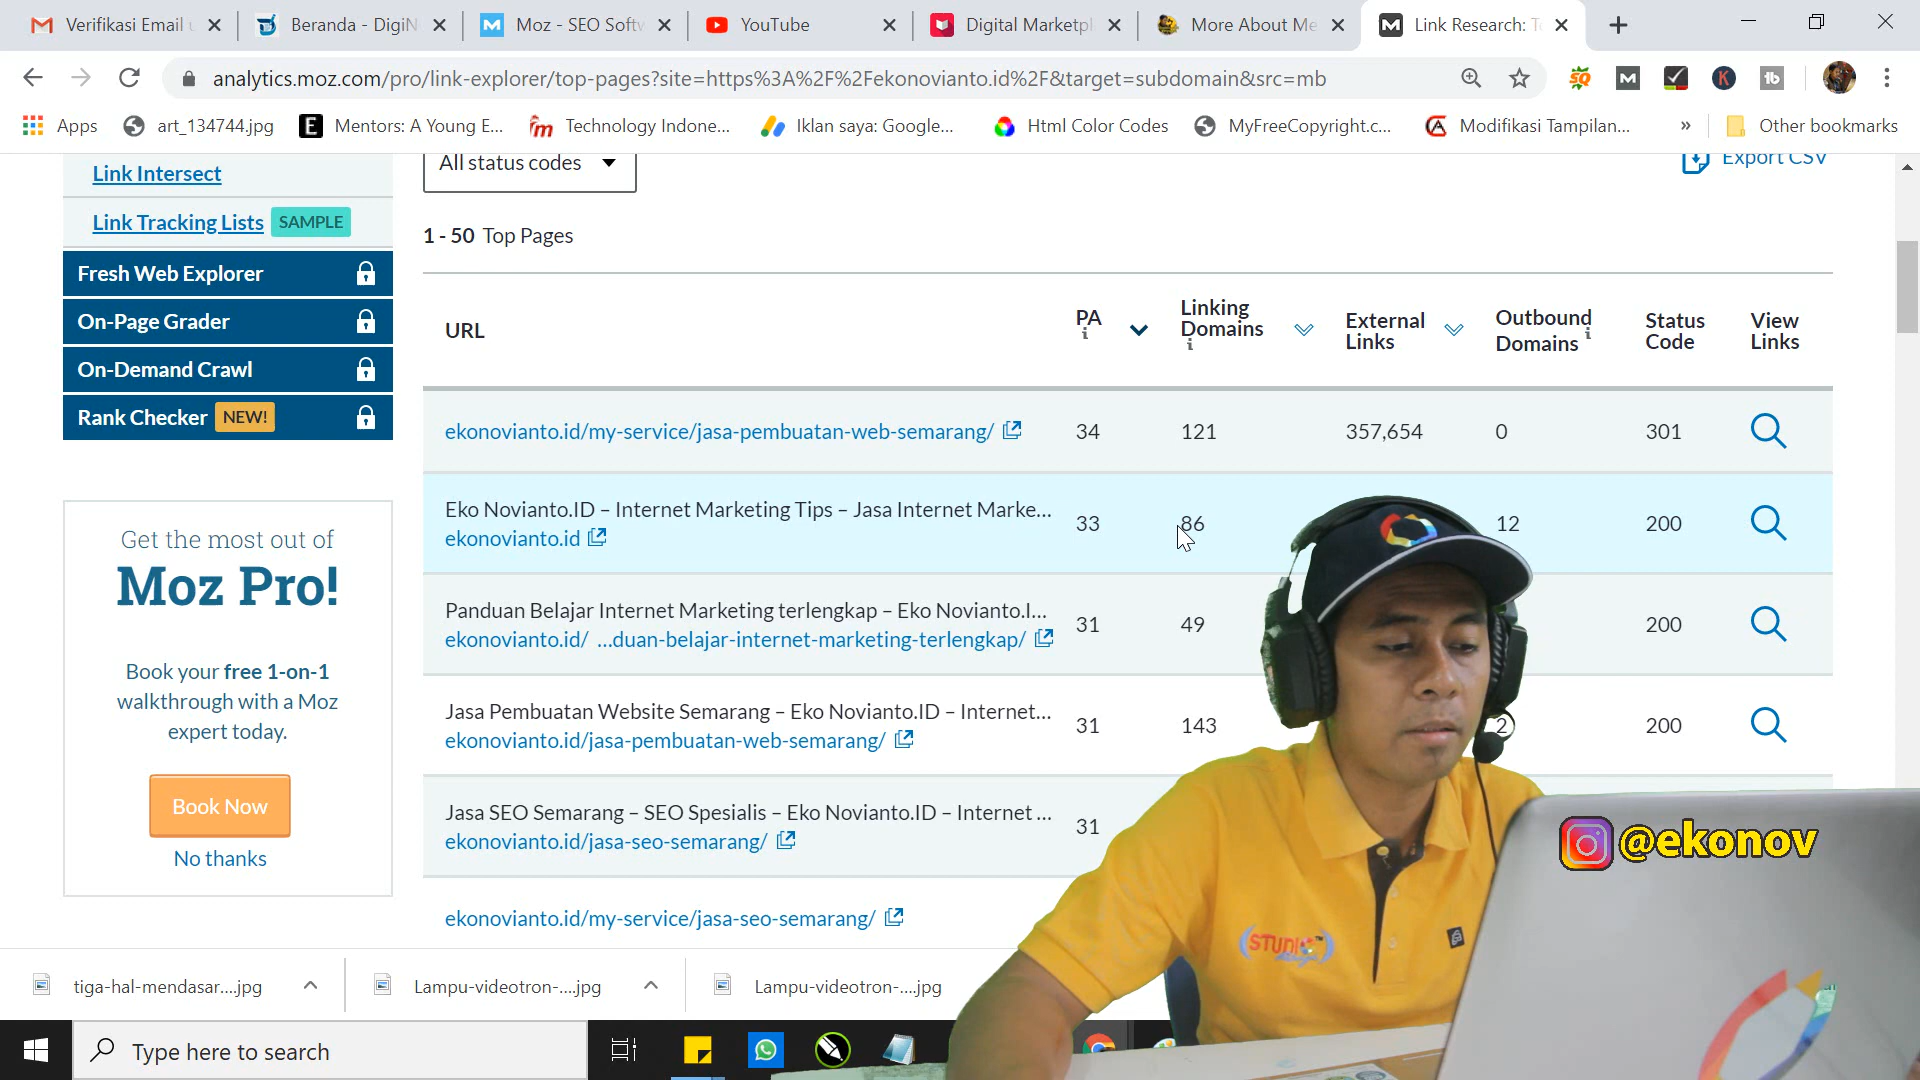 Verifikasi Email u
Beranda - DigiN
Moz - SEO Softw
YouTube
Digital Marketpl
More About Me
Link Research: To
analytics.moz.com/pro/link-explorer/top-pages?site=https%3A%2F%2Fekonovianto.id%2F&target=subdomain&src=mb
Apps
art_134744.jpg
Mentors: A Young E...
Technology Indone...
Iklan saya: Google...
Html Color Codes
MyFreeCopyright.c...
Modifikasi Tampilan...
»
Other bookmarks
Link Intersect
Link Tracking Lists SAMPLE
Fresh Web Explorer
On-Page Grader
On-Demand Crawl
Rank Checker NEW!
Get the most out of
Moz Pro!
Book your free 1-on-1
walkthrough with a Moz
expert today.
Book Now
No thanks
All status codes
Export CSV
1 - 50 Top Pages
URL
PA
Linking
Domains
External
Links
Outbound
Domains
Status
Code
View
Links
ekonovianto.id/my-service/jasa-pembuatan-web-semarang/ 34 121 357,654 0 301
Eko Novianto.ID – Internet Marketing Tips – Jasa Internet Marke...
ekonovianto.id 33 86 12 200
Panduan Belajar Internet Marketing terlengkap – Eko Novianto.I...
ekonovianto.id/ ...duan-belajar-internet-marketing-terlengkap/ 31 49 200
Jasa Pembuatan Website Semarang – Eko Novianto.ID – Internet...
ekonovianto.id/jasa-pembuatan-web-semarang/ 31 143 2 200
Jasa SEO Semarang – SEO Spesialis – Eko Novianto.ID – Internet ...
ekonovianto.id/jasa-seo-semarang/ 31
ekonovianto.id/my-service/jasa-seo-semarang/
@ekonov
STUDIO
tiga-hal-mendasar....jpg
Lampu-videotron-....jpg
Lampu-videotron-....jpg
Type here to search